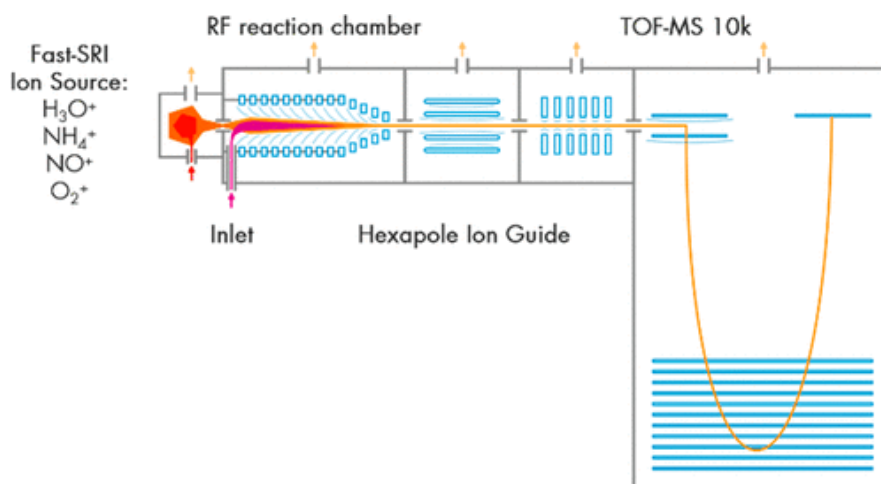 Fast-SRI
Ion Source:
H₃O⁺
NH₄⁺
NO⁺
O₂⁺
RF reaction chamber
TOF-MS 10k
Inlet
Hexapole Ion Guide